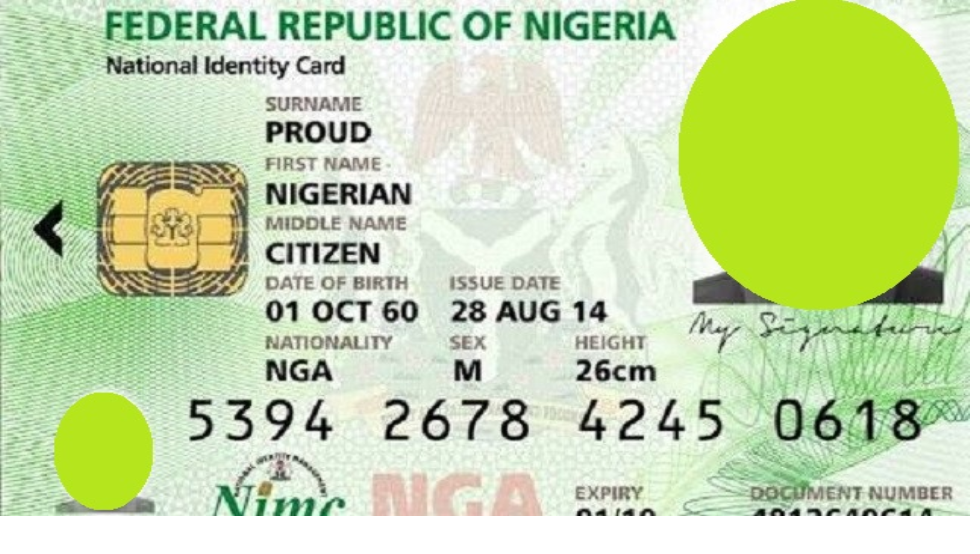 FEDERAL REPUBLIC OF NIGERIA
National Identity Card
SURNAME
PROUD
FIRST NAME
NIGERIAN
MIDDLE NAME
CITIZEN
DATE OF BIRTH ISSUE DATE
01 OCT 60 28 AUG 14
NATIONALITY SEX HEIGHT
NGA M 26cm
My Signature
5394 2678 4245 0618
Nimc NGA
EXPIRY DOCUMENT NUMBER